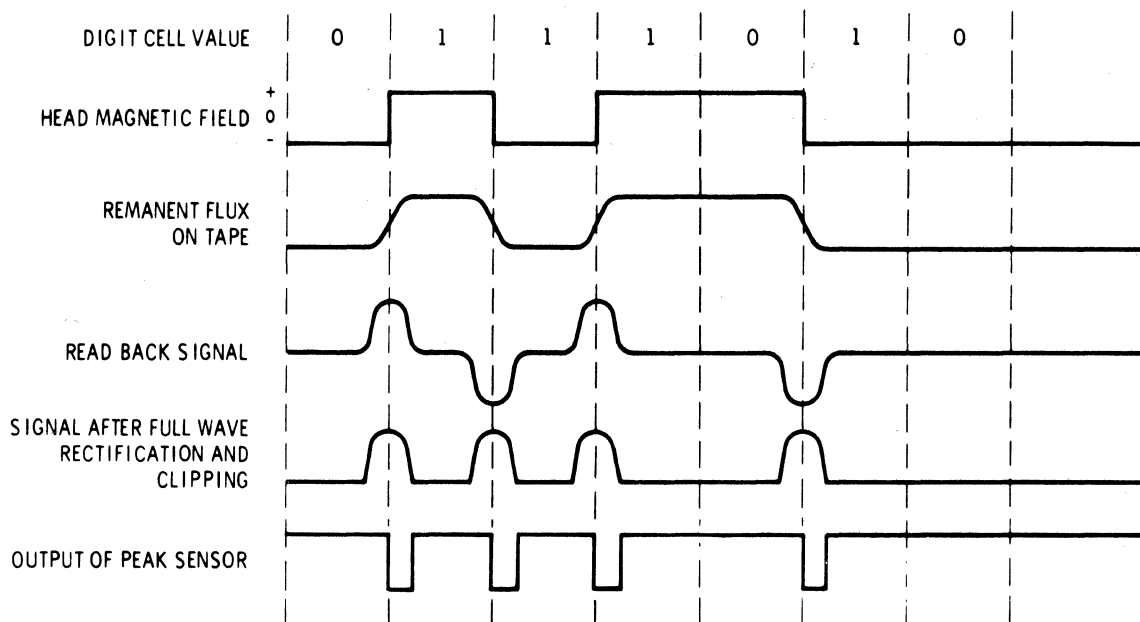 DIGIT CELL VALUE 0 1 1 1 0 1 0
HEAD MAGNETIC FIELD
+
0
-
REMANENT FLUX
ON TAPE
READ BACK SIGNAL
SIGNAL AFTER FULL WAVE
RECTIFICATION AND
CLIPPING
OUTPUT OF PEAK SENSOR